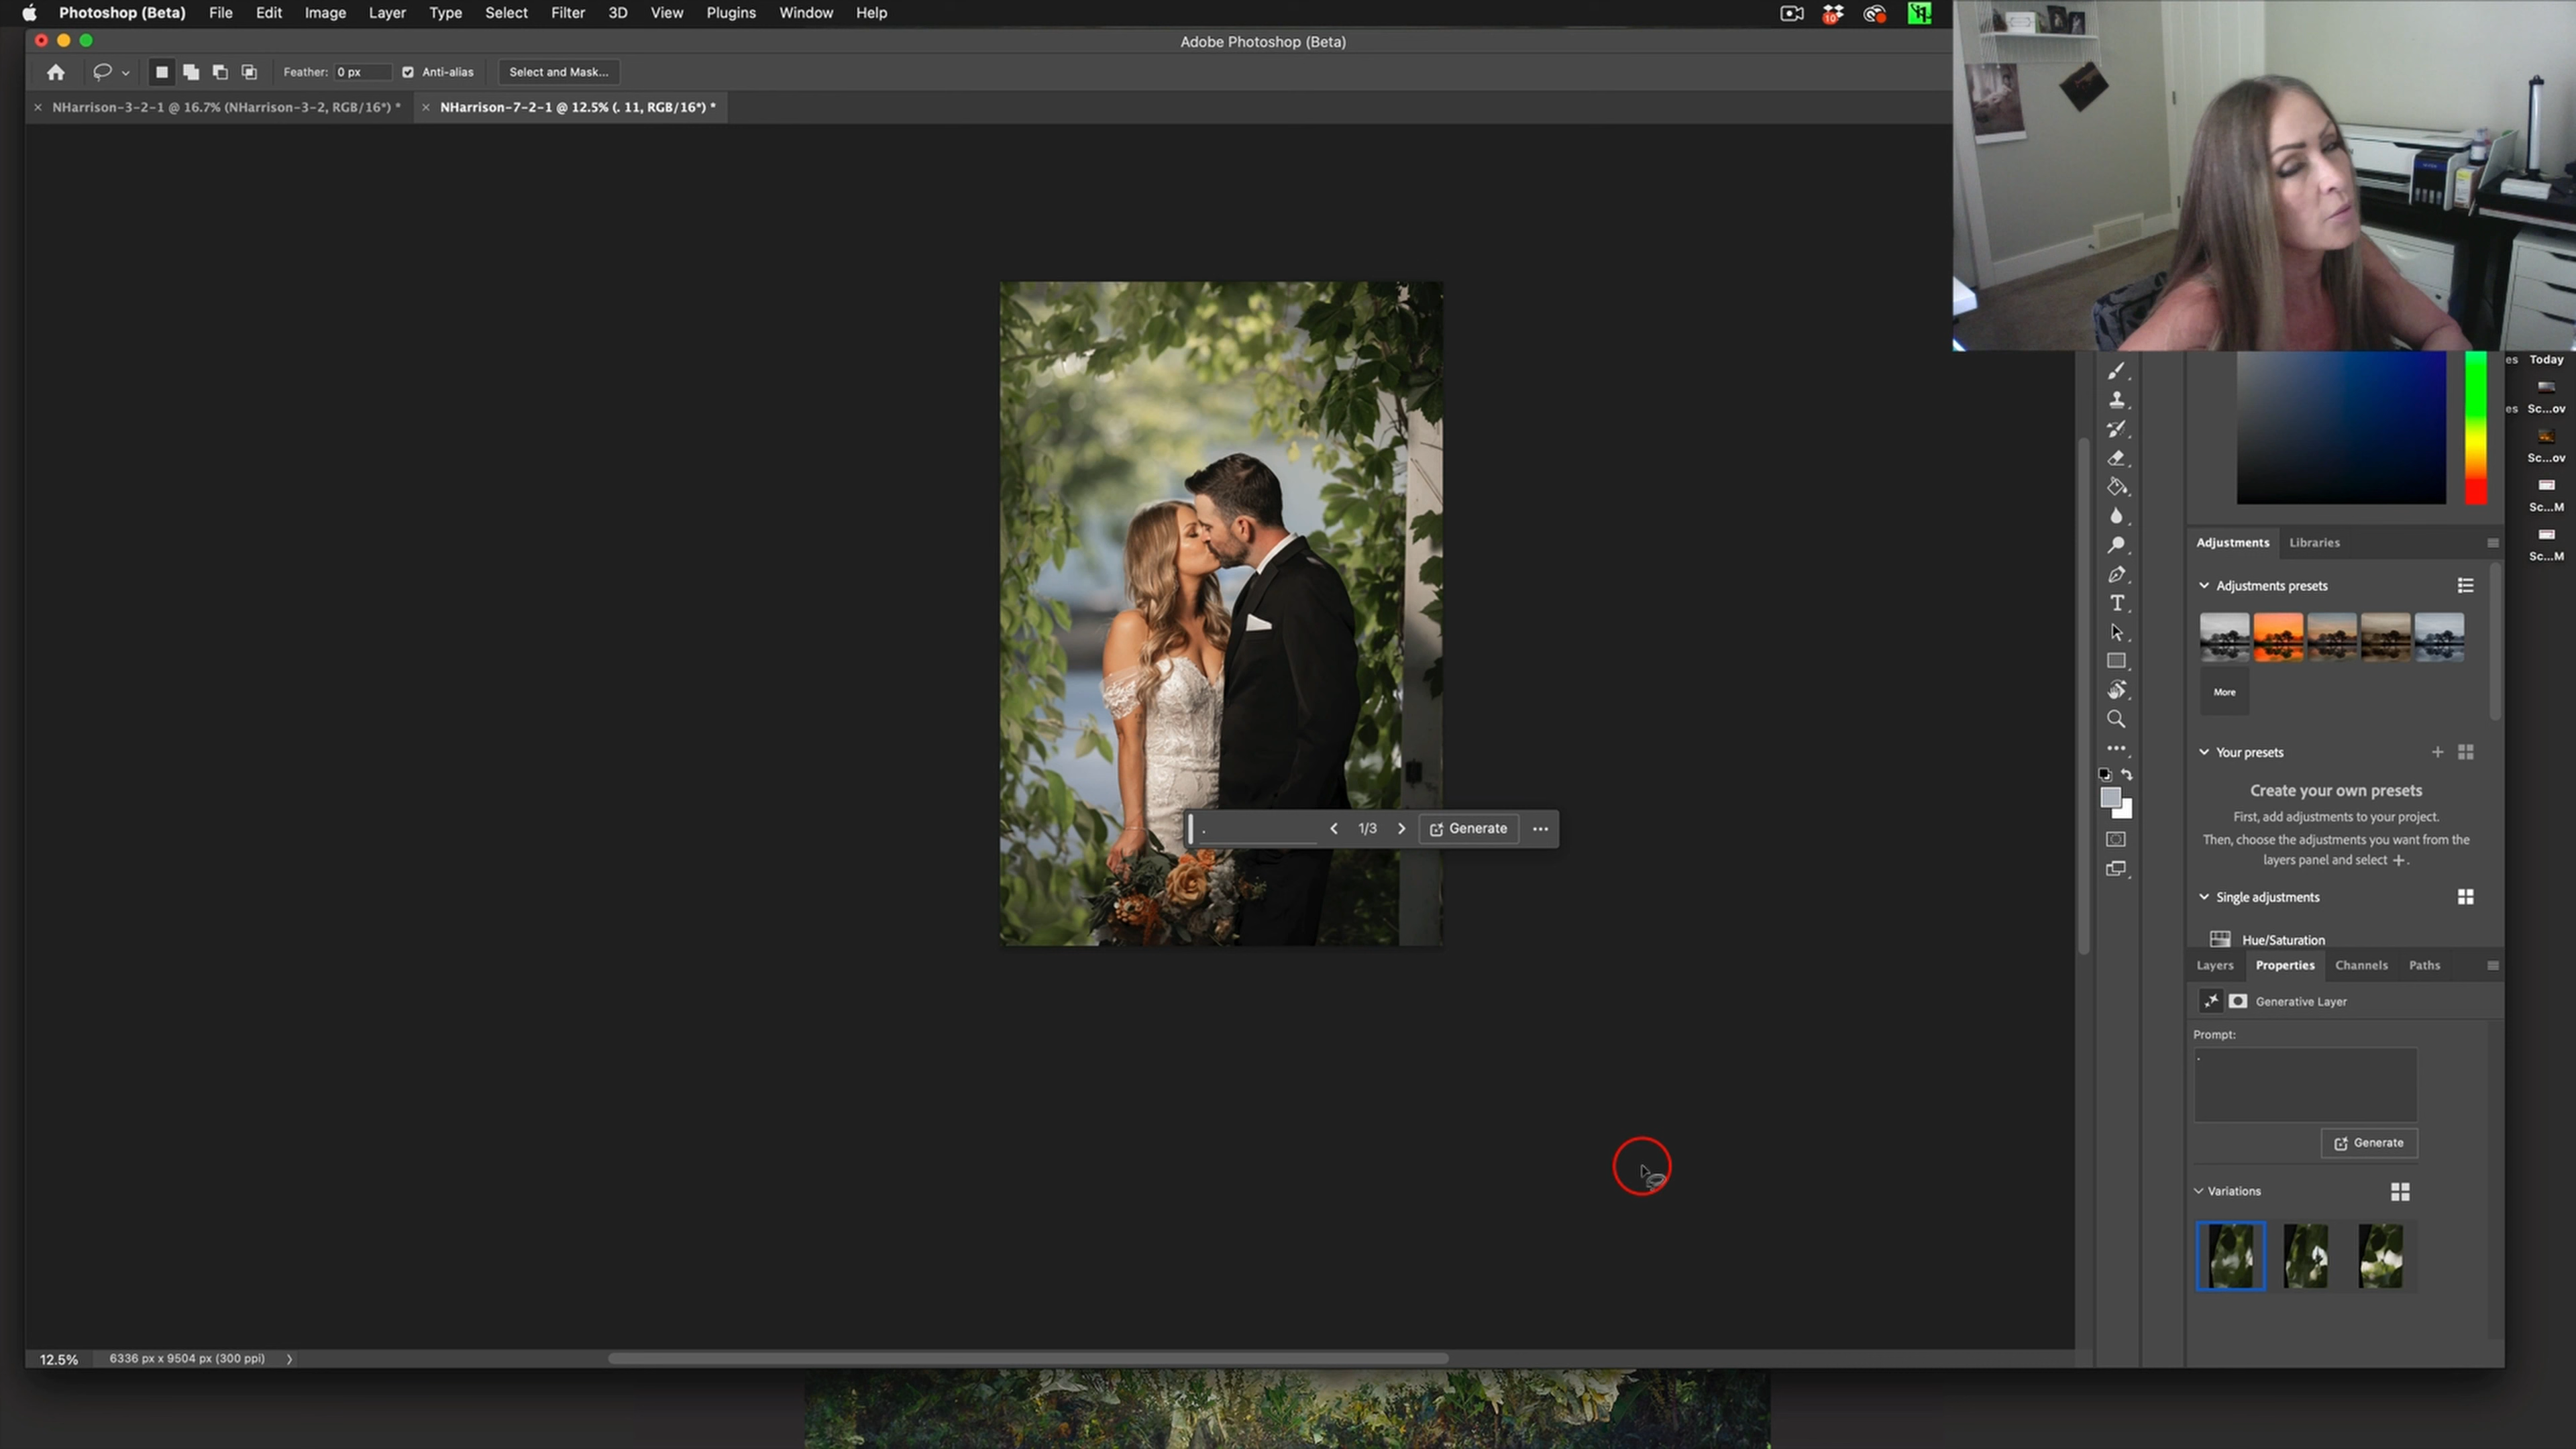 Photoshop (Beta) File Edit Image Layer Type Select Filter 3D View Plugins Window Help
10
Adobe Photoshop (Beta)
Feather: 0 px Anti-alias Select and Mask...
NHarrison-3-2-1 @ 16.7% (NHarrison-3-2, RGB/16*) * NHarrison-7-2-1 @ 12.5% (. 11, RGB/16*) *
es Today
es Sc...ov
Sc...ov
Sc...M
Sc...M
Adjustments Libraries
Adjustments presets
More
Your presets
Create your own presets
First, add adjustments to your project.
Then, choose the adjustments you want from the
layers panel and select + .
Single adjustments
Hue/Saturation
. 1/3 Generate ...
Layers Properties Channels Paths
Generative Layer
Prompt:
.
Generate
Variations
12.5% 6336 px x 9504 px (300 ppi)